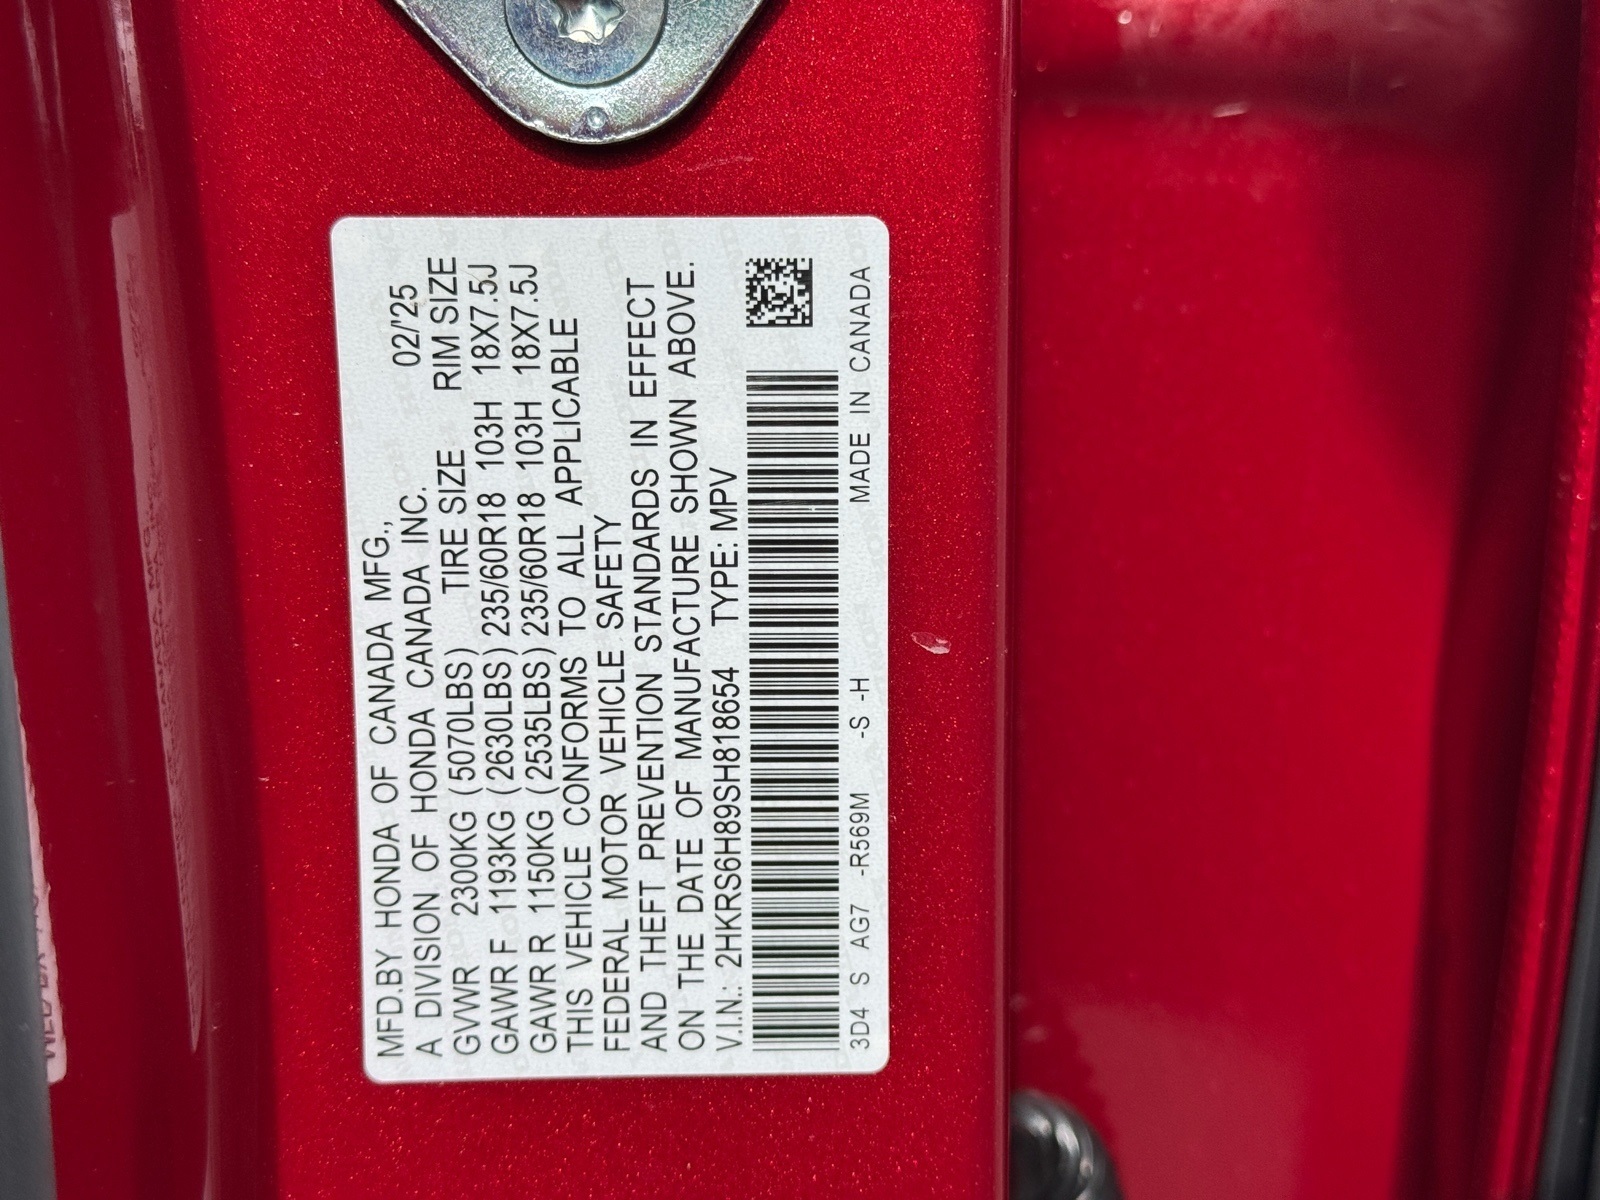 MFD.BY HONDA OF CANADA MFG., 02/'25
A DIVISION OF HONDA CANADA INC.
GVWR 2300KG (5070LBS) TIRE SIZE RIM SIZE
GAWR F 1193KG (2630LBS) 235/60R18 103H 18X7.5J
GAWR R 1150KG (2535LBS) 235/60R18 103H 18X7.5J
THIS VEHICLE CONFORMS TO ALL APPLICABLE
FEDERAL MOTOR VEHICLE SAFETY
AND THEFT PREVENTION STANDARDS IN EFFECT
ON THE DATE OF MANUFACTURE SHOWN ABOVE.
V.I.N.: 2HKRS6H89SH818654 TYPE: MPV
3D4 S AG7 -R569M -S -H MADE IN CANADA